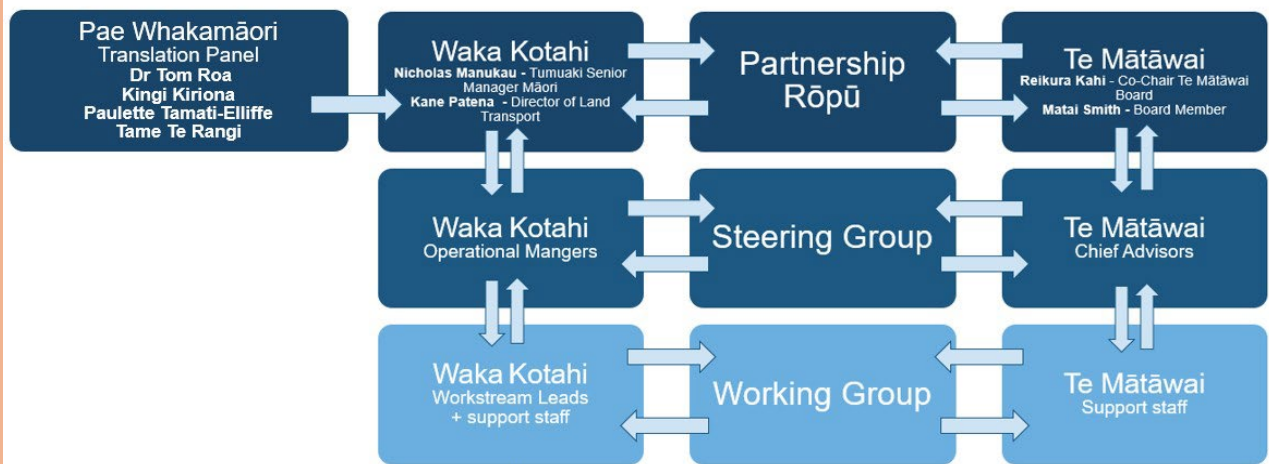 Pae Whakamāori
Translation Panel
Dr Tom Roa
Kingi Kiriona
Paulette Tamati-Elliffe
Tame Te Rangi
Waka Kotahi
Nicholas Manukau - Tumuaki Senior
Manager Māori
Kane Patena - Director of Land
Transport
Partnership
Rōpū
Te Mātāwai
Reikura Kahi - Co-Chair Te Mātāwai
Board
Matai Smith - Board Member
Waka Kotahi
Operational Mangers
Steering Group
Te Mātāwai
Chief Advisors
Waka Kotahi
Workstream Leads
+ support staff
Working Group
Te Mātāwai
Support staff